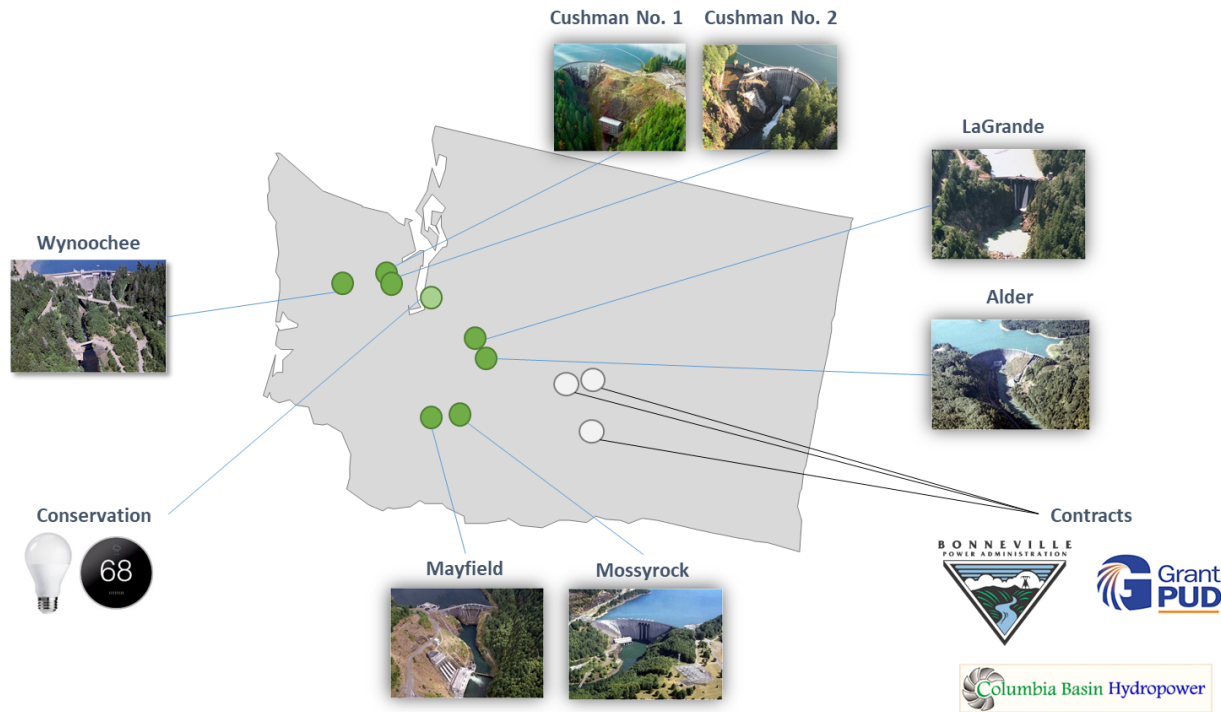 Cushman No. 1
Cushman No. 2
LaGrande
Wynoochee
Alder
Conservation
68
Contracts
Mayfield
Mossyrock
BONNEVILLE
POWER ADMINISTRATION
Grant
PUD
Columbia Basin Hydropower